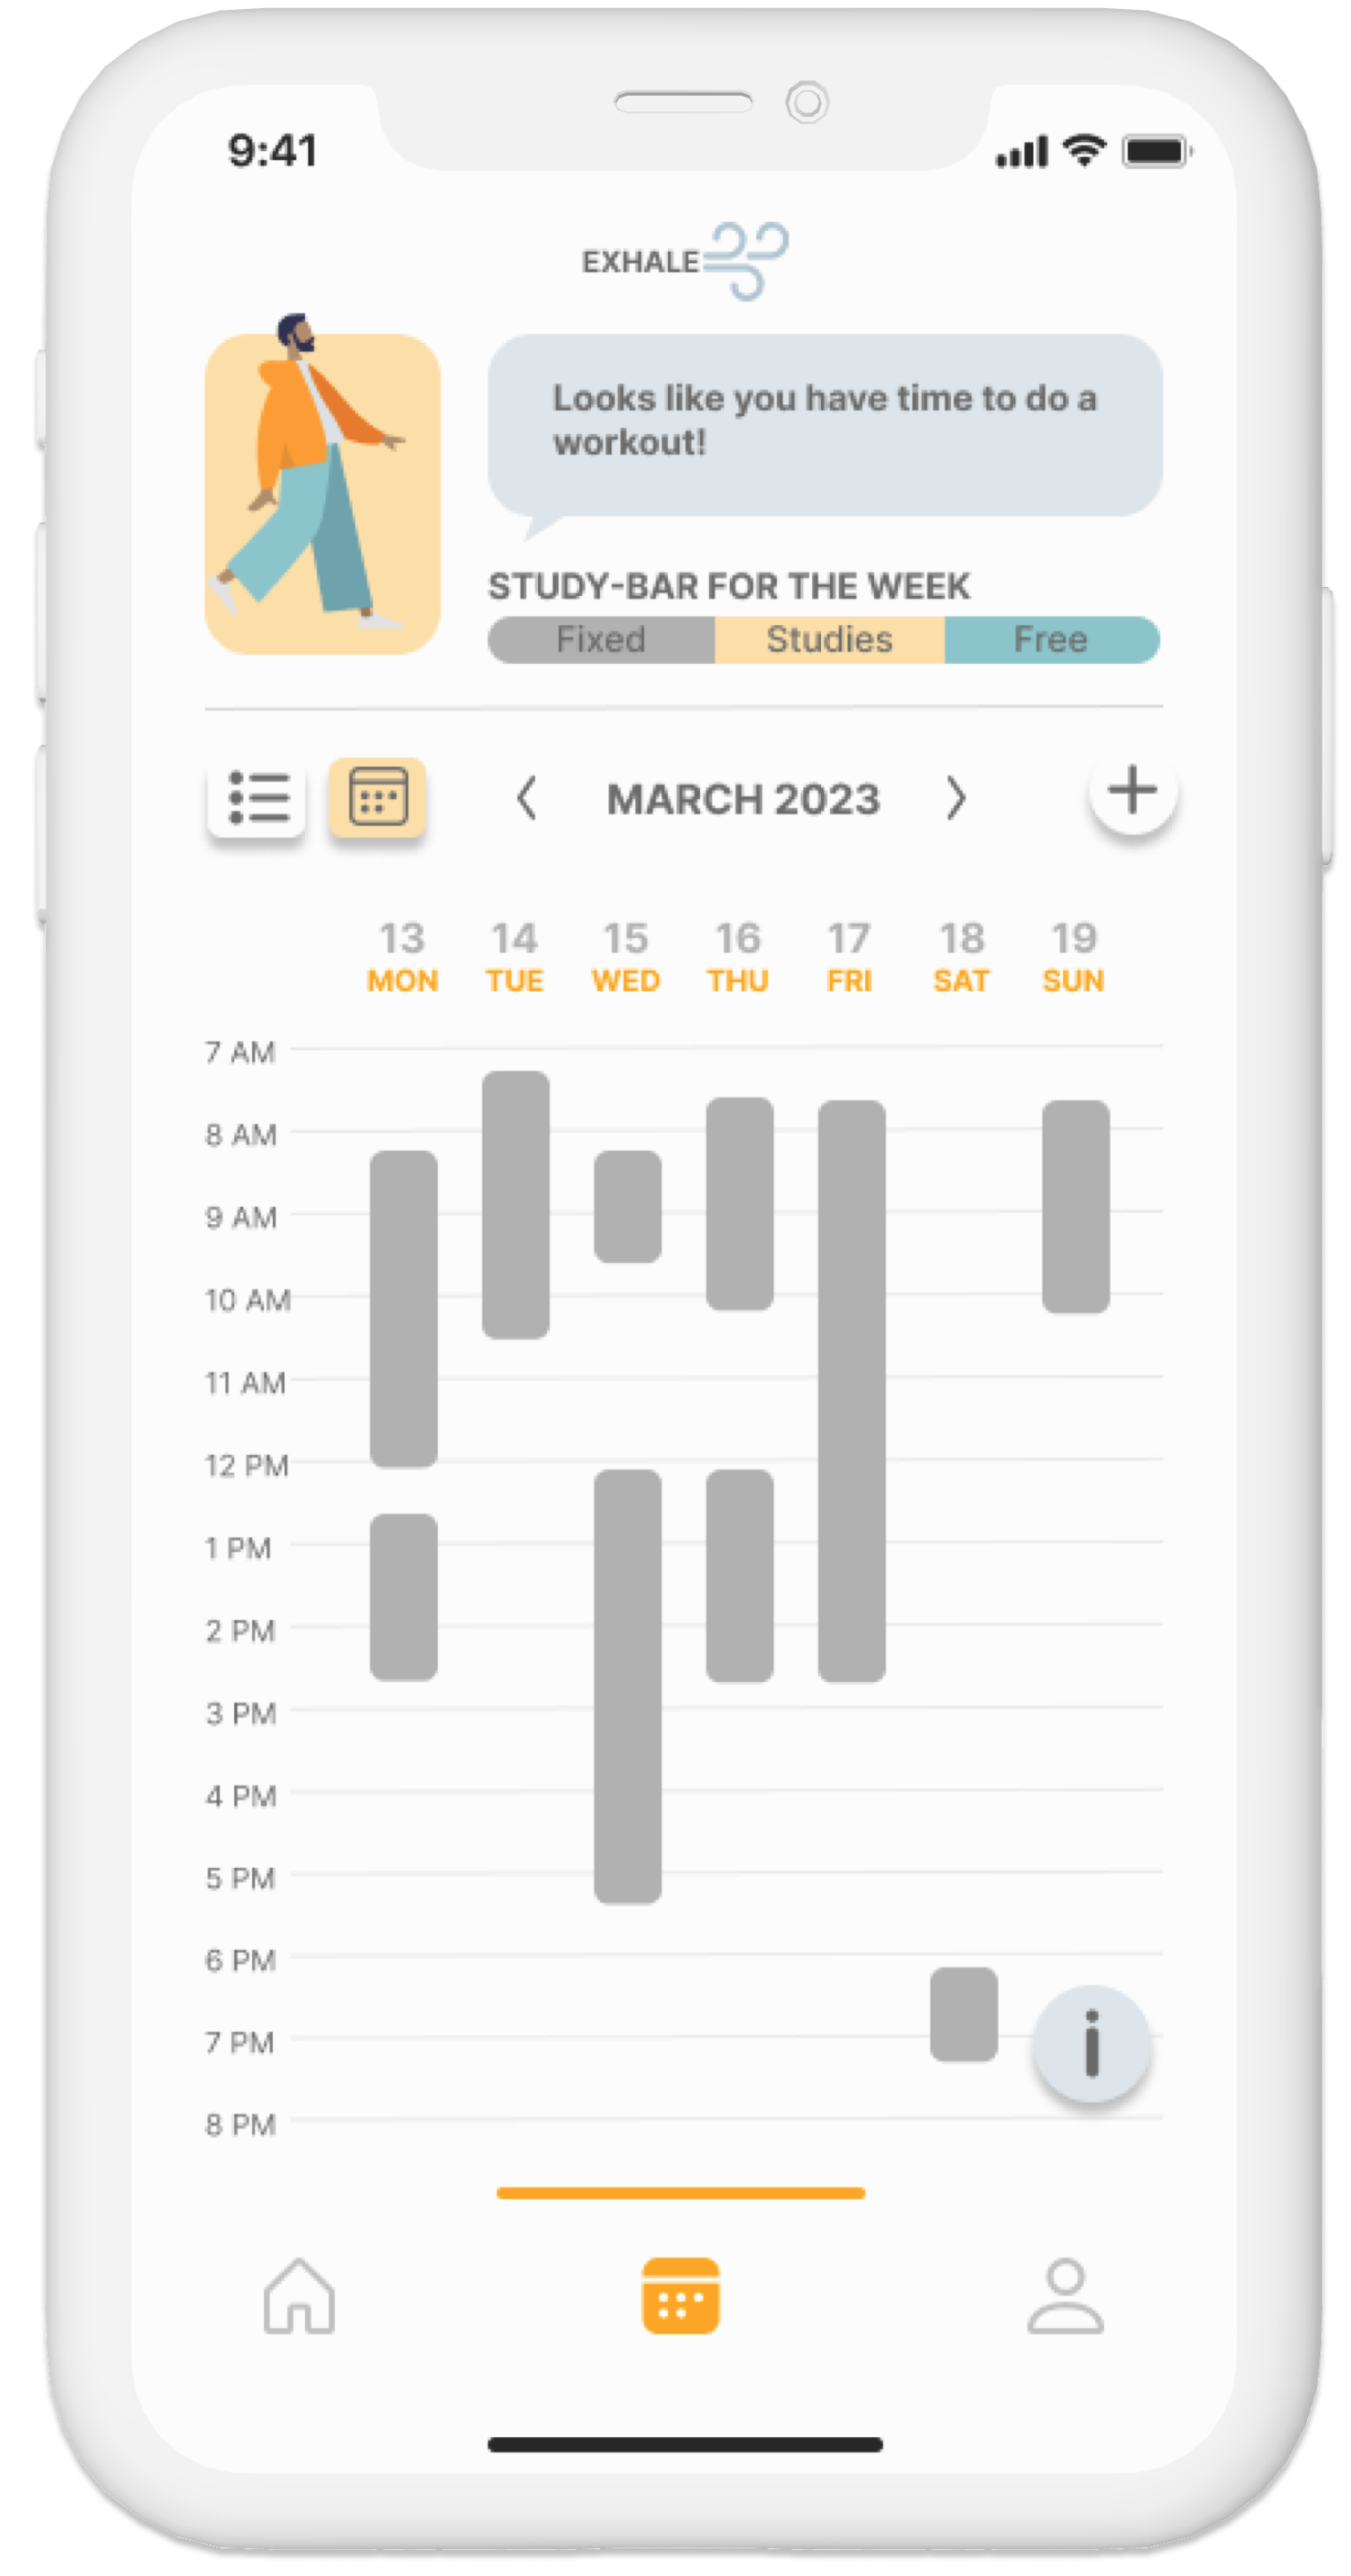 9:41
EXHALE
Looks like you have time to do a
workout!
STUDY-BAR FOR THE WEEK
Fixed Studies Free
MARCH 2023
13 14 15 16 17 18 19
MON TUE WED THU FRI SAT SUN
7 AM
8 AM
9 AM
10 AM
11 AM
12 PM
1 PM
2 PM
3 PM
4 PM
5 PM
6 PM
7 PM
8 PM